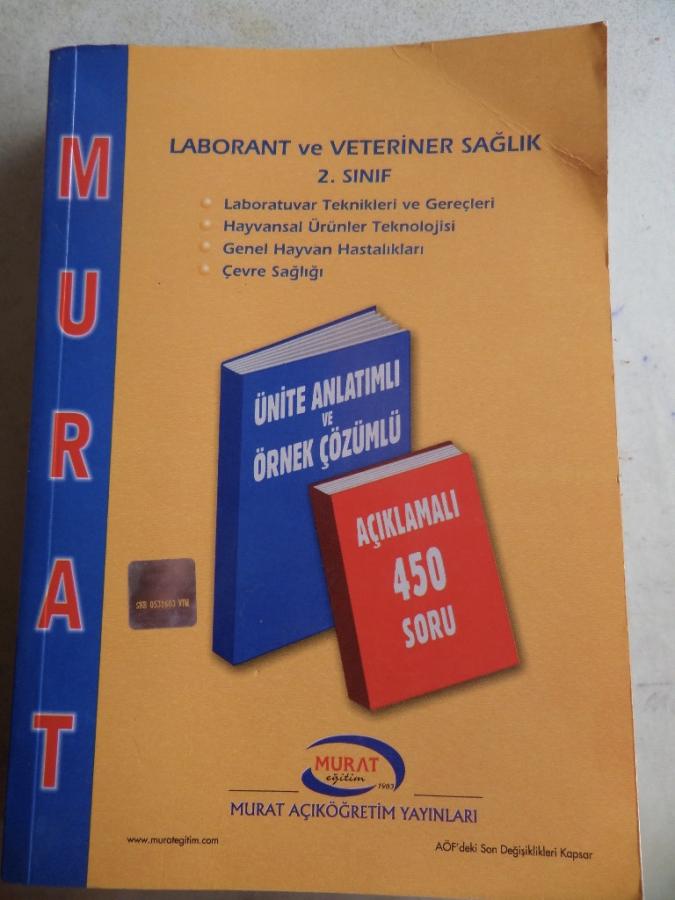 MURAT
LABORANT ve VETERİNER SAĞLIK
2. SINIF
Laboratuvar Teknikleri ve Gereçleri
Hayvansal Ürünler Teknolojisi
Genel Hayvan Hastalıkları
Çevre Sağlığı
ÜNİTE ANLATIMLI
VE
ÖRNEK ÇÖZÜMLÜ
AÇIKLAMALI
450
SORU
MURAT
eğitim
1983
MURAT AÇIKÖĞRETİM YAYINLARI
www.murategitim.com
AÖF'deki Son Değişiklikleri Kapsar